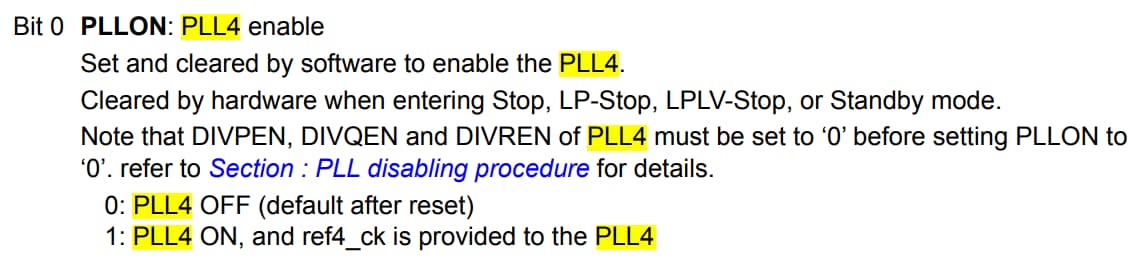 Bit 0 PLLON: PLL4 enable
Set and cleared by software to enable the PLL4.
Cleared by hardware when entering Stop, LP-Stop, LPLV-Stop, or Standby mode.
Note that DIVPEN, DIVQEN and DIVREN of PLL4 must be set to ‘0’ before setting PLLON to
‘0’. refer to Section : PLL disabling procedure for details.
0: PLL4 OFF (default after reset)
1: PLL4 ON, and ref4_ck is provided to the PLL4